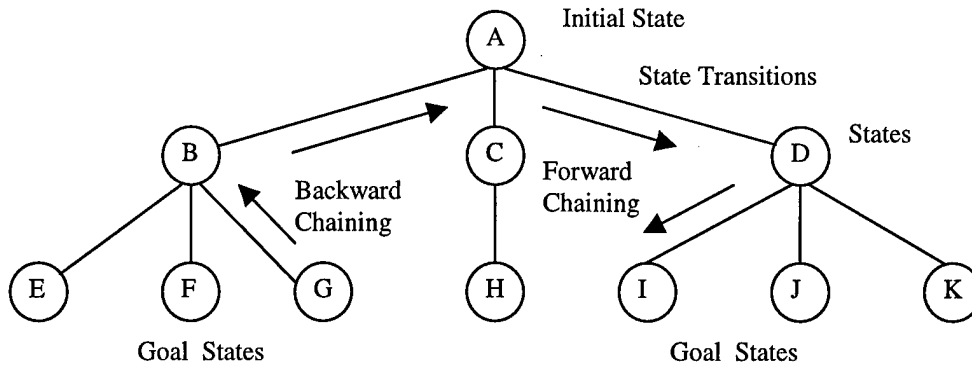 Initial State
A
State Transitions
States
B
C
D
Backward
Chaining
Forward
Chaining
E
F
G
H
I
J
K
Goal States
Goal States